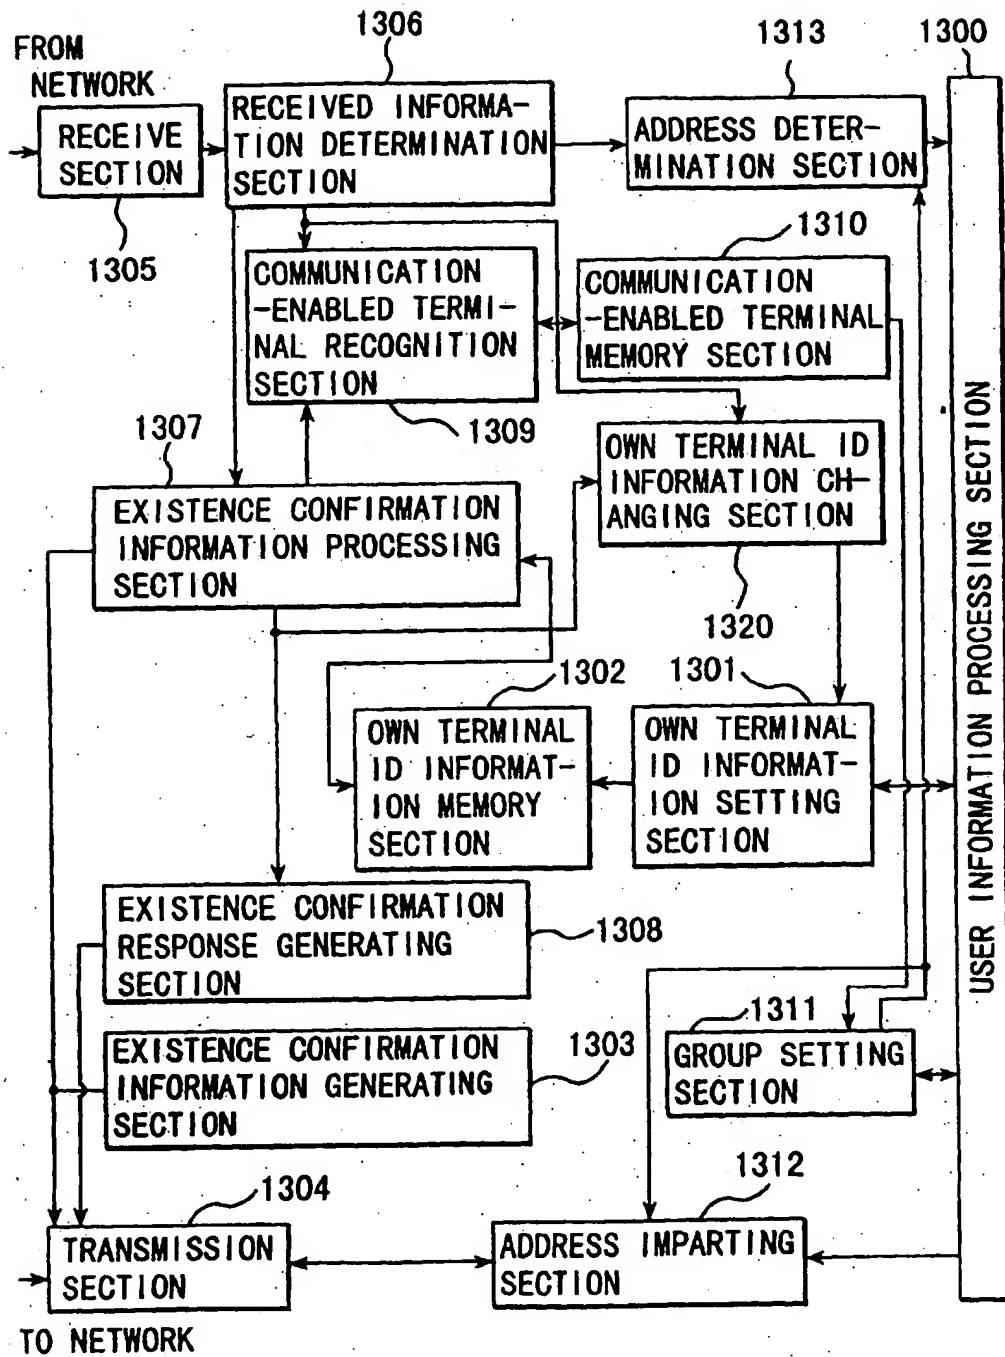 1306
1313
1300
FROM
NETWORK
RECEIVE
SECTION
1305
RECEIVED INFORMA-
TION DETERMINATION
SECTION
ADDRESS DETER-
MINATION SECTION
1310
COMMUNICATION
-ENABLED TERMI-
NAL RECOGNITION
SECTION
1309
COMMUNICATION
-ENABLED TERMINAL
MEMORY SECTION
1307
EXISTENCE CONFIRMATION
INFORMATION PROCESSING
SECTION
OWN TERMINAL ID
INFORMATION CH-
ANGING SECTION
1320
1302
OWN TERMINAL
ID INFORMAT-
ION MEMORY
SECTION
1301
OWN TERMINAL
ID INFORMAT-
ION SETTING
SECTION
USER INFORMATION PROCESSING SECTION
EXISTENCE CONFIRMATION
RESPONSE GENERATING
SECTION
1308
EXISTENCE CONFIRMATION
INFORMATION GENERATING
SECTION
1303
1311
GROUP SETTING
SECTION
1304
TRANSMISSION
SECTION
1312
ADDRESS IMPARTING
SECTION
TO NETWORK